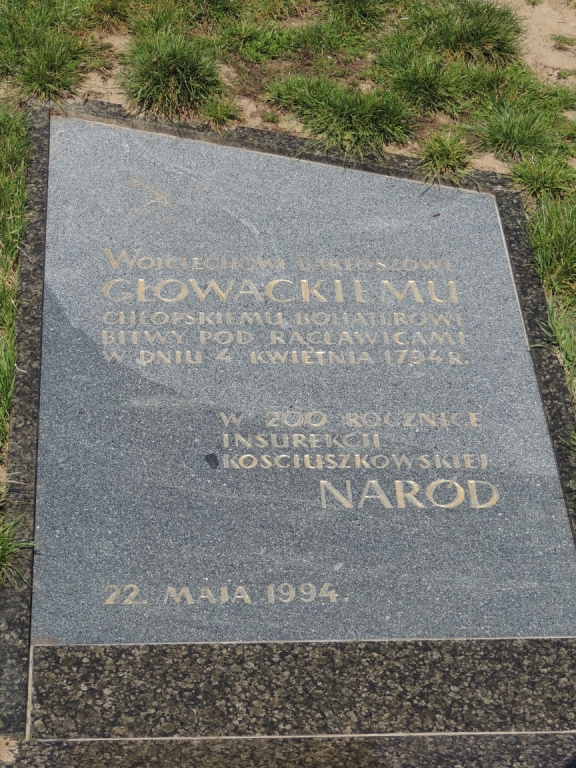 WOJCIECHOWI BARTOSZOWI
GŁOWACKIEMU
CHŁOPSKIEMU BOHATEROWI
BITWY POD RACŁAWICAMI
W DNIU 4. KWIETNIA 1794 R.
W 200 ROCZNICĘ
INSUREKCJI
KOŚCIUSZKOWSKIEJ
NARÓD
22. MAJA 1994.